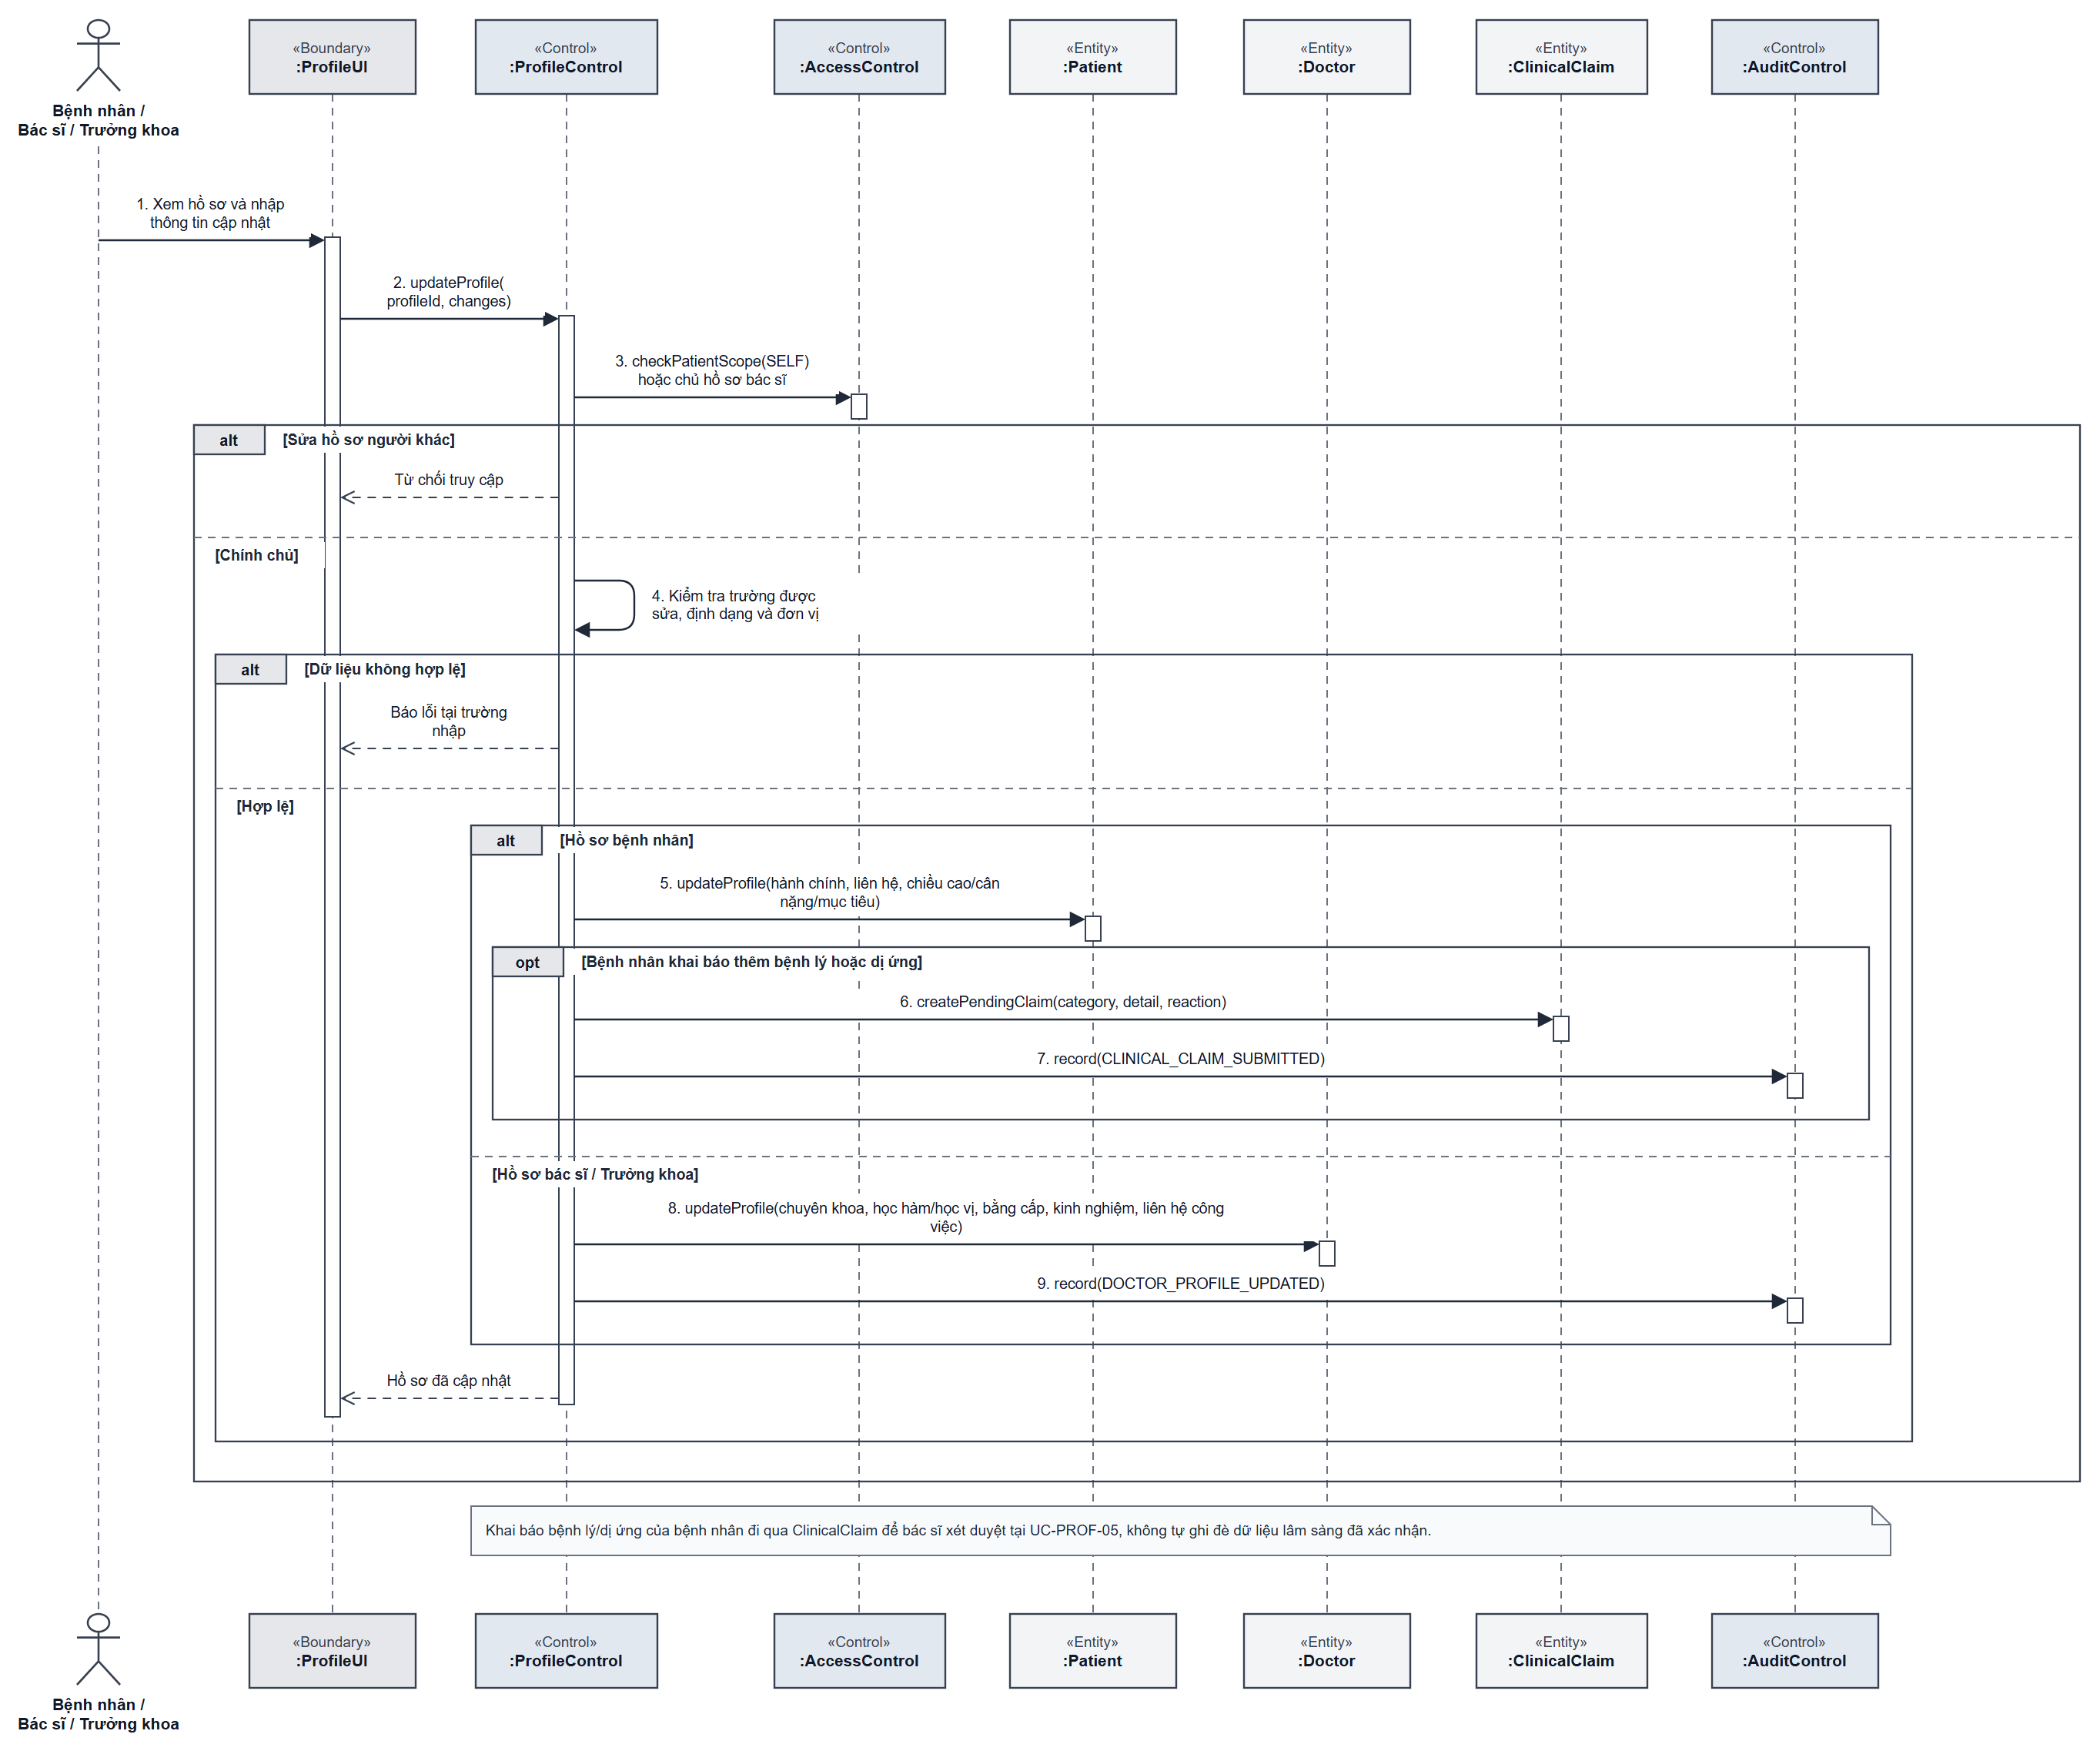 «Boundary»
:ProfileUI
«Control»
:ProfileControl
«Control»
:AccessControl
«Entity»
:Patient
«Entity»
:Doctor
«Entity»
:ClinicalClaim
«Control»
:AuditControl
Bệnh nhân /
Bác sĩ / Trưởng khoa
1. Xem hồ sơ và nhập
thông tin cập nhật
2. updateProfile(
profileId, changes)
3. checkPatientScope(SELF)
hoặc chủ hồ sơ bác sĩ
alt
[Sửa hồ sơ người khác]
Từ chối truy cập
[Chính chủ]
4. Kiểm tra trường được
sửa, định dạng và đơn vị
alt
[Dữ liệu không hợp lệ]
Báo lỗi tại trường
nhập
[Hợp lệ]
alt
[Hồ sơ bệnh nhân]
5. updateProfile(hành chính, liên hệ, chiều cao/cân
nặng/mục tiêu)
opt
[Bệnh nhân khai báo thêm bệnh lý hoặc dị ứng]
6. createPendingClaim(category, detail, reaction)
7. record(CLINICAL_CLAIM_SUBMITTED)
[Hồ sơ bác sĩ / Trưởng khoa]
8. updateProfile(chuyên khoa, học hàm/học vị, bằng cấp, kinh nghiệm, liên hệ công
việc)
9. record(DOCTOR_PROFILE_UPDATED)
Hồ sơ đã cập nhật
Khai báo bệnh lý/dị ứng của bệnh nhân đi qua ClinicalClaim để bác sĩ xét duyệt tại UC-PROF-05, không tự ghi đè dữ liệu lâm sàng đã xác nhận.
«Boundary»
:ProfileUI
«Control»
:ProfileControl
«Control»
:AccessControl
«Entity»
:Patient
«Entity»
:Doctor
«Entity»
:ClinicalClaim
«Control»
:AuditControl
Bệnh nhân /
Bác sĩ / Trưởng khoa